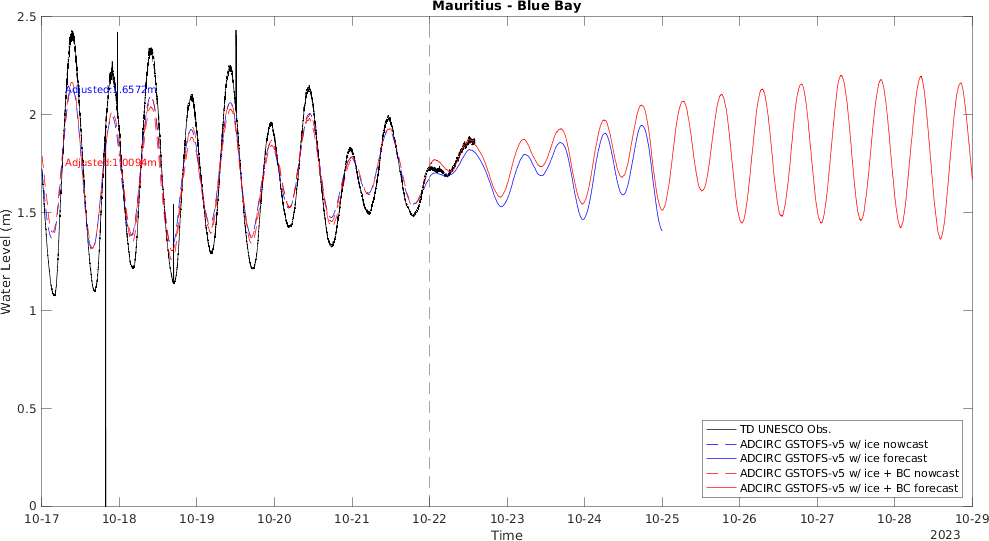 Mauritius - Blue Bay
Water Level (m)
2.5
2
1.5
1
0.5
0
Adjusted:1.6572m
Adjusted:1.0094m
TD UNESCO Obs.
ADCIRC GSTOFS-v5 w/ ice nowcast
ADCIRC GSTOFS-v5 w/ ice forecast
ADCIRC GSTOFS-v5 w/ ice + BC nowcast
ADCIRC GSTOFS-v5 w/ ice + BC forecast
10-17 10-18 10-19 10-20 10-21 10-22 10-23 10-24 10-25 10-26 10-27 10-28 10-29
Time
2023